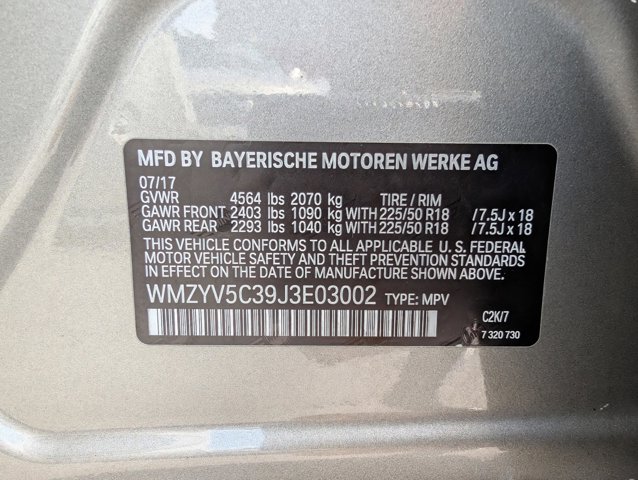 MFD BY BAYERISCHE MOTOREN WERKE AG
07/17
GVWR 4564 lbs 2070 kg TIRE / RIM
GAWR FRONT 2403 lbs 1090 kg WITH 225/50 R18 /7.5J x 18
GAWR REAR 2293 lbs 1040 kg WITH 225/50 R18 /7.5J x 18
THIS VEHICLE CONFORMS TO ALL APPLICABLE U. S. FEDERAL
MOTOR VEHICLE SAFETY AND THEFT PREVENTION STANDARDS
IN EFFECT ON THE DATE OF MANUFACTURE SHOWN ABOVE.
WMZYV5C39J3E03002 TYPE: MPV
C2K/7
7 320 730